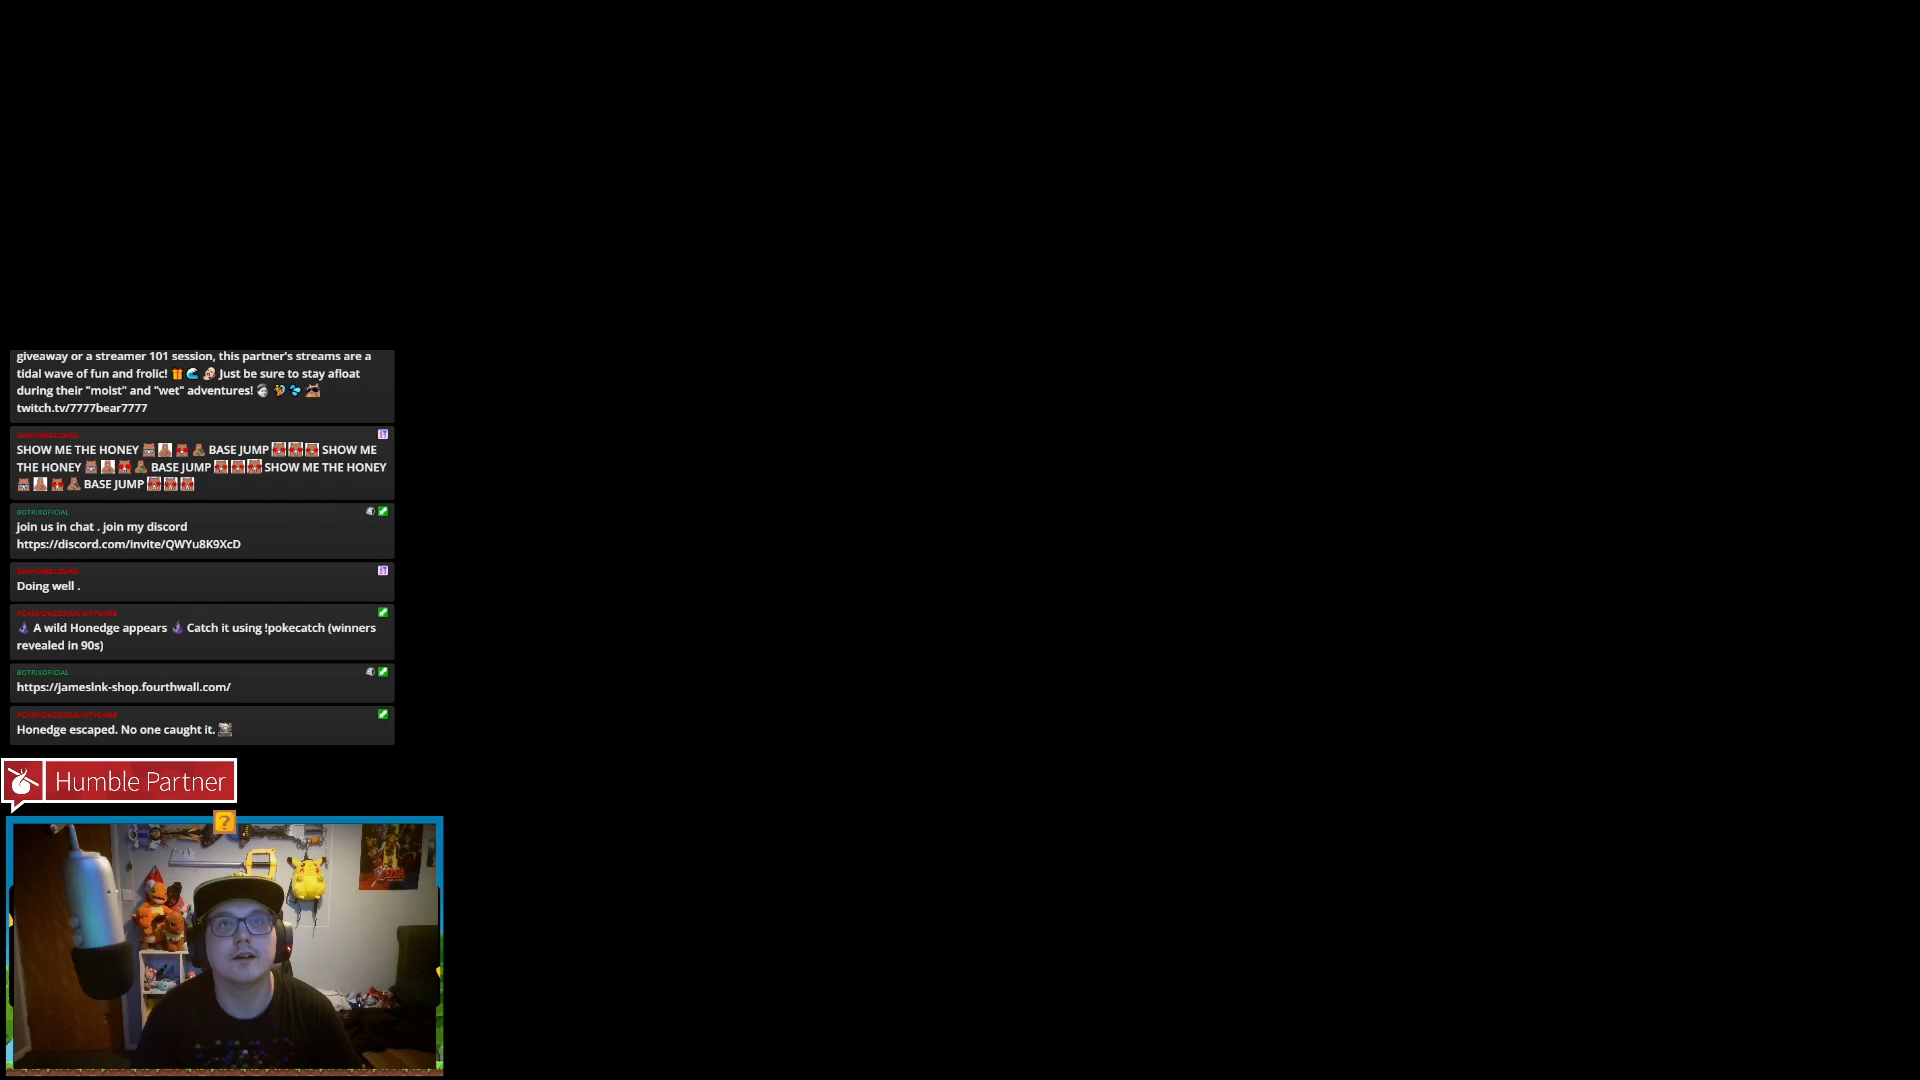 giveaway or a streamer 101 session, this partner's streams are a
tidal wave of fun and frolic! 🎁 🌊 Just be sure to stay afloat
during their "moist" and "wet" adventures!
twitch.tv/7777bear7777
SHOW ME THE HONEY BASE JUMP SHOW ME
THE HONEY BASE JUMP SHOW ME THE HONEY
BASE JUMP
BOTRIXOFICIAL
join us in chat . join my discord
https://discord.com/invite/QWYu8K9XcD
Doing well .
A wild Honedge appears Catch it using !pokecatch (winners
revealed in 90s)
BOTRIXOFICIAL
https://jameslnk-shop.fourthwall.com/
Honedge escaped. No one caught it.
Humble Partner
?
ZELDA